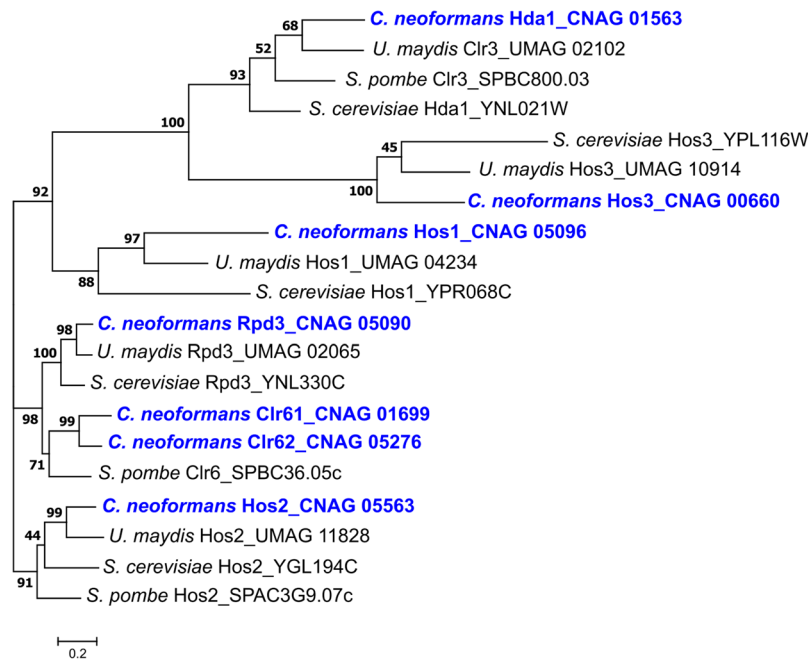 68
C. neoformans Hda1_CNAG 01563
52
U. maydis Clr3_UMAG 02102
93
S. pombe Clr3_SPBC800.03
S. cerevisiae Hda1_YNL021W
100
45
S. cerevisiae Hos3_YPL116W
U. maydis Hos3_UMAG 10914
92
100
C. neoformans Hos3_CNAG 00660
97
C. neoformans Hos1_CNAG 05096
U. maydis Hos1_UMAG 04234
88
S. cerevisiae Hos1_YPR068C
98
C. neoformans Rpd3_CNAG 05090
100
U. maydis Rpd3_UMAG 02065
S. cerevisiae Rpd3_YNL330C
98
99
C. neoformans Clr61_CNAG 01699
C. neoformans Clr62_CNAG 05276
71
S. pombe Clr6_SPBC36.05c
99
C. neoformans Hos2_CNAG 05563
44
U. maydis Hos2_UMAG 11828
S. cerevisiae Hos2_YGL194C
91
S. pombe Hos2_SPAC3G9.07c
0.2